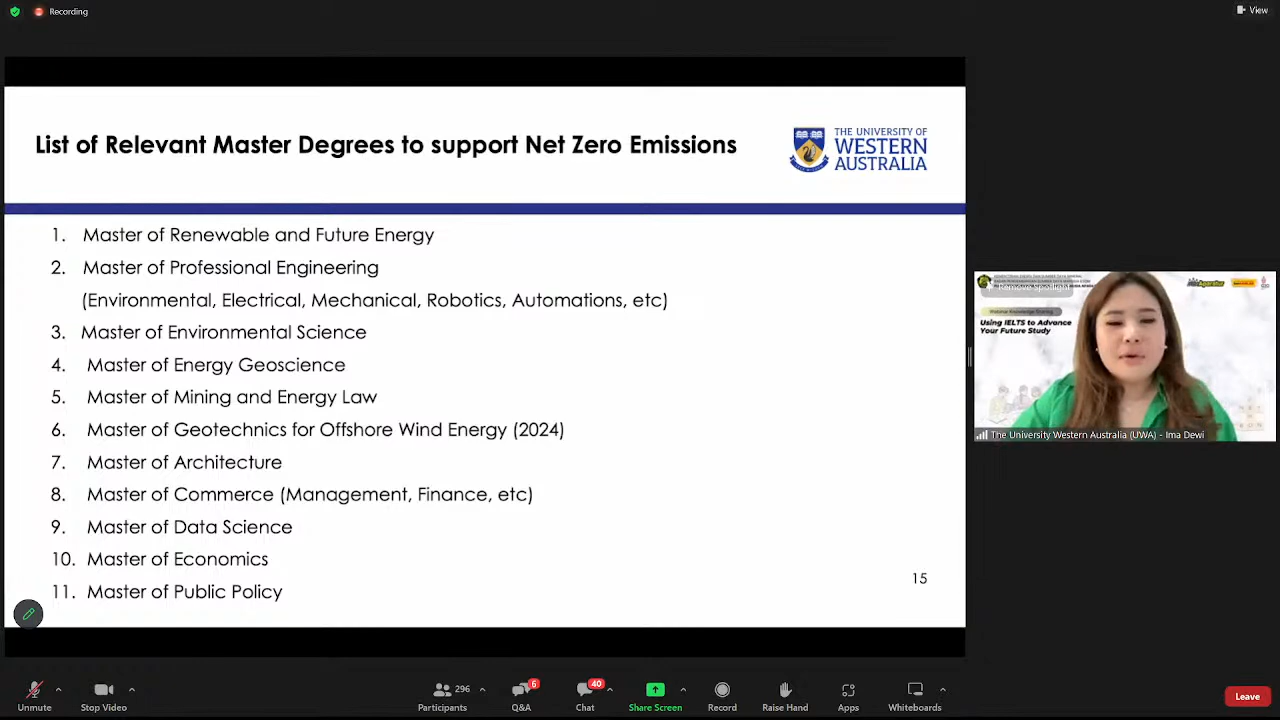 Recording
View
List of Relevant Master Degrees to support Net Zero Emissions
THE UNIVERSITY OF
WESTERN
AUSTRALIA
1. Master of Renewable and Future Energy
2. Master of Professional Engineering
(Environmental, Electrical, Mechanical, Robotics, Automations, etc)
3. Master of Environmental Science
4. Master of Energy Geoscience
5. Master of Mining and Energy Law
6. Master of Geotechnics for Offshore Wind Energy (2024)
7. Master of Architecture
8. Master of Commerce (Management, Finance, etc)
9. Master of Data Science
10. Master of Economics
11. Master of Public Policy
15
Webinar Knowledge Sharing
Using IELTS to Advance
Your Future Study
The University Western Australia (UWA) - Ima Dewi
Unmute
Stop Video
296
Participants
6
Q&A
40
Chat
Share Screen
Record
Raise Hand
Apps
Whiteboards
Leave